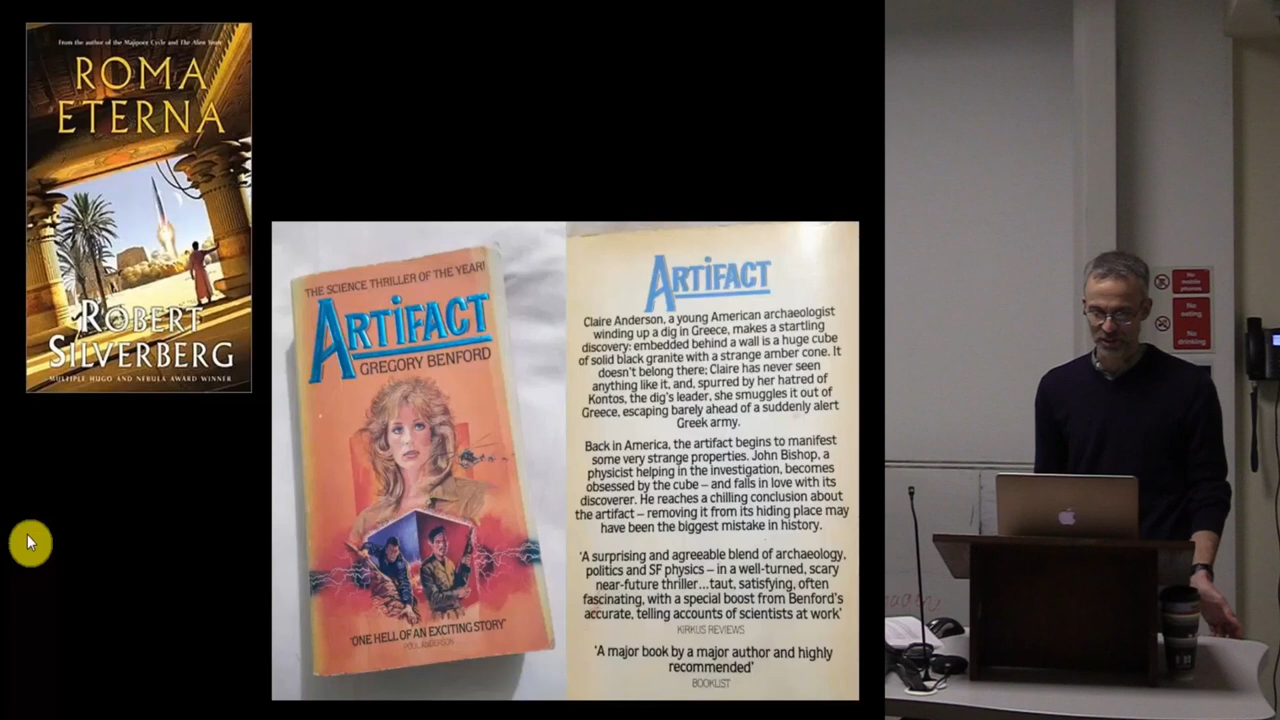 From the author of the Majipoor Cycle and The Alien Years
ROMA
ETERNA
ROBERT
SILVERBERG
MULTIPLE HUGO AND NEBULA AWARD WINNER
THE SCIENCE THRILLER OF THE YEAR!
ARTiFACT
GREGORY BENFORD
'ONE HELL OF AN EXCITING STORY'
POUL ANDERSON
ARTiFACT
Claire Anderson, a young American archaeologist
winding up a dig in Greece, makes a startling
discovery: embedded behind a wall is a huge cube
of solid black granite with a strange amber cone. It
doesn't belong there; Claire has never seen
anything like it, and, spurred by her hatred of
Kontos, the dig's leader, she smuggles it out of
Greece, escaping barely ahead of a suddenly alert
Greek army.
Back in America, the artifact begins to manifest
some very strange properties. John Bishop, a
physicist helping in the investigation, becomes
obsessed by the cube – and falls in love with its
discoverer. He reaches a chilling conclusion about
the artifact – removing it from its hiding place may
have been the biggest mistake in history.
'A surprising and agreeable blend of archaeology,
politics and SF physics – in a well-turned, scary
near-future thriller...taut, satisfying, often
fascinating, with a special boost from Benford's
accurate, telling accounts of scientists at work'
KIRKUS REVIEWS
'A major book by a major author and highly
recommended'
BOOKLIST
No
mobile
phones
No
eating
No
drinking